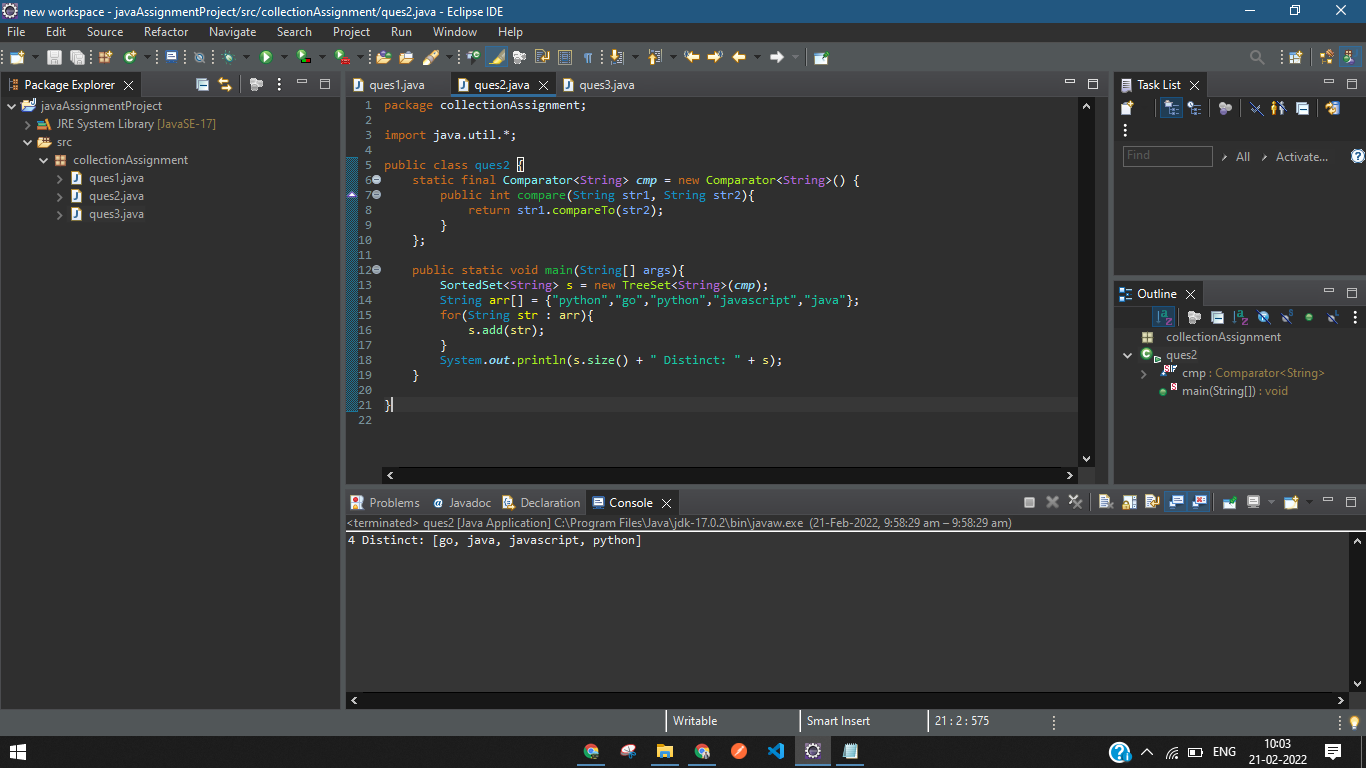 new workspace - javaAssignmentProject/src/collectionAssignment/ques2.java - Eclipse IDE
File Edit Source Refactor Navigate Search Project Run Window Help
Package Explorer
javaAssignmentProject
JRE System Library [JavaSE-17]
src
collectionAssignment
ques1.java
ques2.java
ques3.java
ques1.java ques2.java ques3.java
1 package collectionAssignment;
2
3 import java.util.*;
4
5 public class ques2 {
6 static final Comparator<String> cmp = new Comparator<String>() {
7 public int compare(String str1, String str2){
8 return str1.compareTo(str2);
9 }
10 };
11
12 public static void main(String[] args){
13 SortedSet<String> s = new TreeSet<String>(cmp);
14 String arr[] = {"python","go","python","javascript","java"};
15 for(String str : arr){
16 s.add(str);
17 }
18 System.out.println(s.size() + " Distinct: " + s);
19 }
20
21 }
22
Task List
Find All Activate...
Outline
collectionAssignment
ques2
cmp : Comparator<String>
main(String[]) : void
Problems Javadoc Declaration Console
<terminated> ques2 [Java Application] C:\Program Files\Java\jdk-17.0.2\bin\javaw.exe (21-Feb-2022, 9:58:29 am – 9:58:29 am)
4 Distinct: [go, java, javascript, python]
Writable Smart Insert 21 : 2 : 575
ENG 10:03
21-02-2022